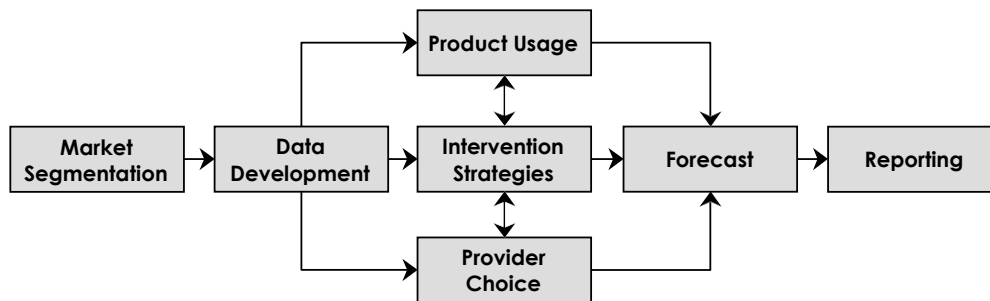 Product Usage
Market
Segmentation
Data
Development
Intervention
Strategies
Forecast
Reporting
Provider
Choice